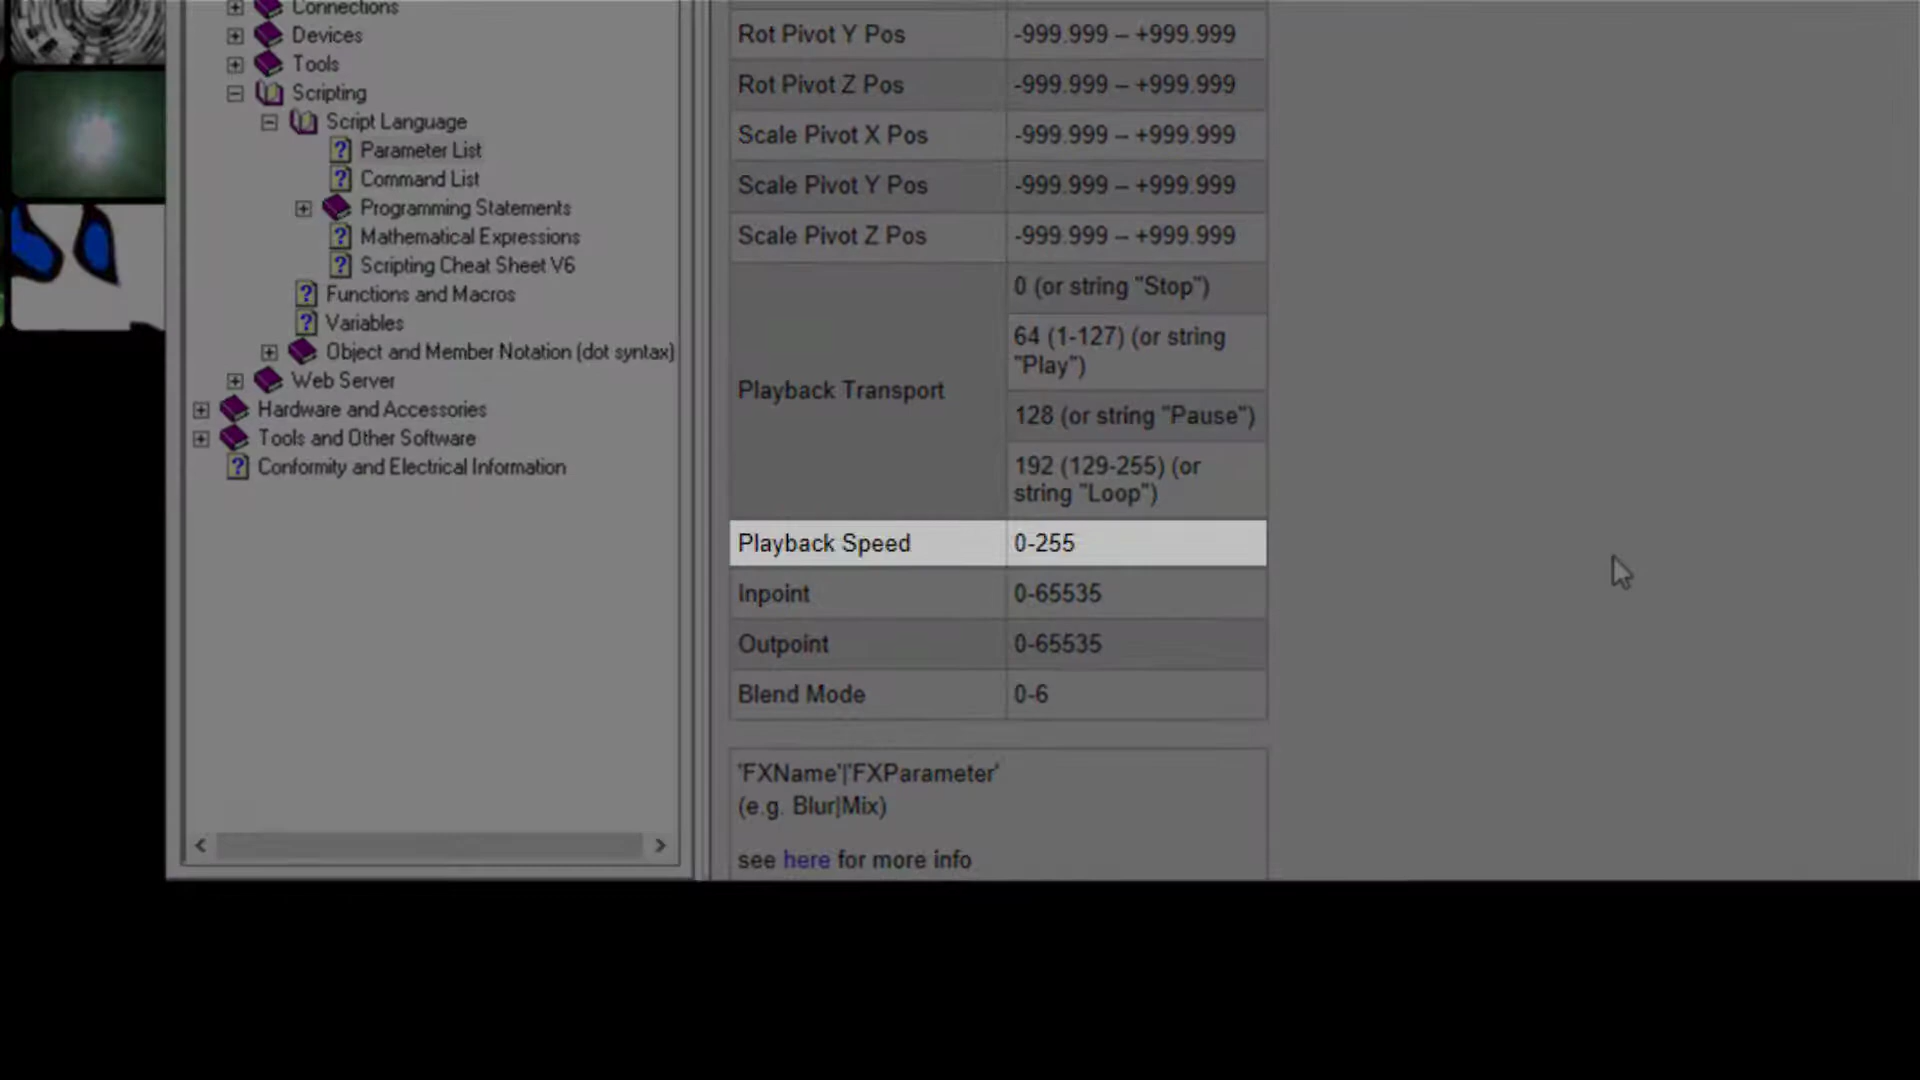 Connections
Devices
Tools
Scripting
Script Language
Parameter List
Command List
Programming Statements
Mathematical Expressions
Scripting Cheat Sheet V6
Functions and Macros
Variables
Object and Member Notation (dot syntax)
Web Server
Hardware and Accessories
Tools and Other Software
Conformity and Electrical Information
Rot Pivot Y Pos -999.999 – +999.999
Rot Pivot Z Pos -999.999 – +999.999
Scale Pivot X Pos -999.999 – +999.999
Scale Pivot Y Pos -999.999 – +999.999
Scale Pivot Z Pos -999.999 – +999.999
Playback Transport
0 (or string "Stop")
64 (1-127) (or string
"Play")
128 (or string "Pause")
192 (129-255) (or
string "Loop")
Playback Speed 0-255
Inpoint 0-65535
Outpoint 0-65535
Blend Mode 0-6
'FXName'|'FXParameter'
(e.g. Blur|Mix)
see here for more info